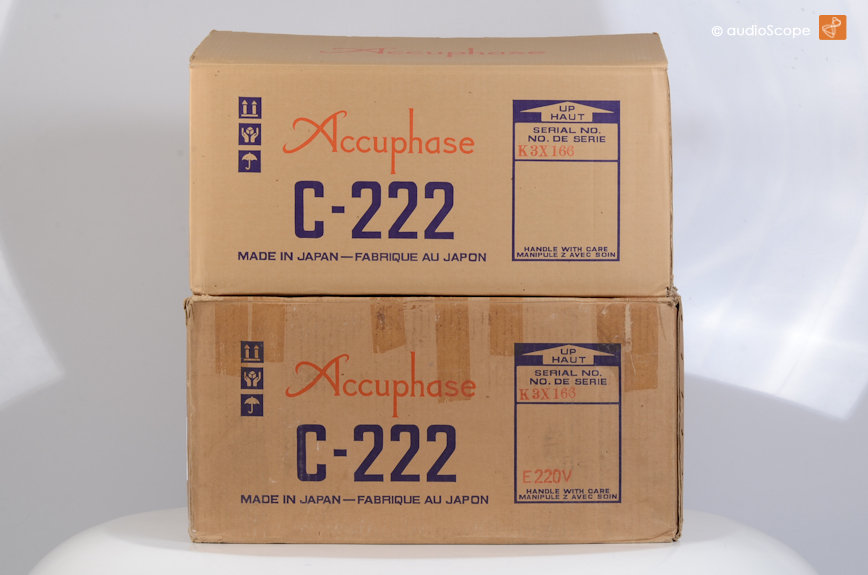 © audioScope
Accuphase
Accuphase
C-222
MADE IN JAPAN—FABRIQUE AU JAPON
UP
HAUT
SERIAL NO.
NO. DE SERIE
K3X166
HANDLE WITH CARE
MANIPULE Z AVEC SOIN
Accuphase
C-222
MADE IN JAPAN—FABRIQUE AU JAPON
UP
HAUT
SERIAL NO.
NO. DE SERIE
K3X166
E220V
HANDLE WITH CARE
MANIPULE Z AVEC SOIN